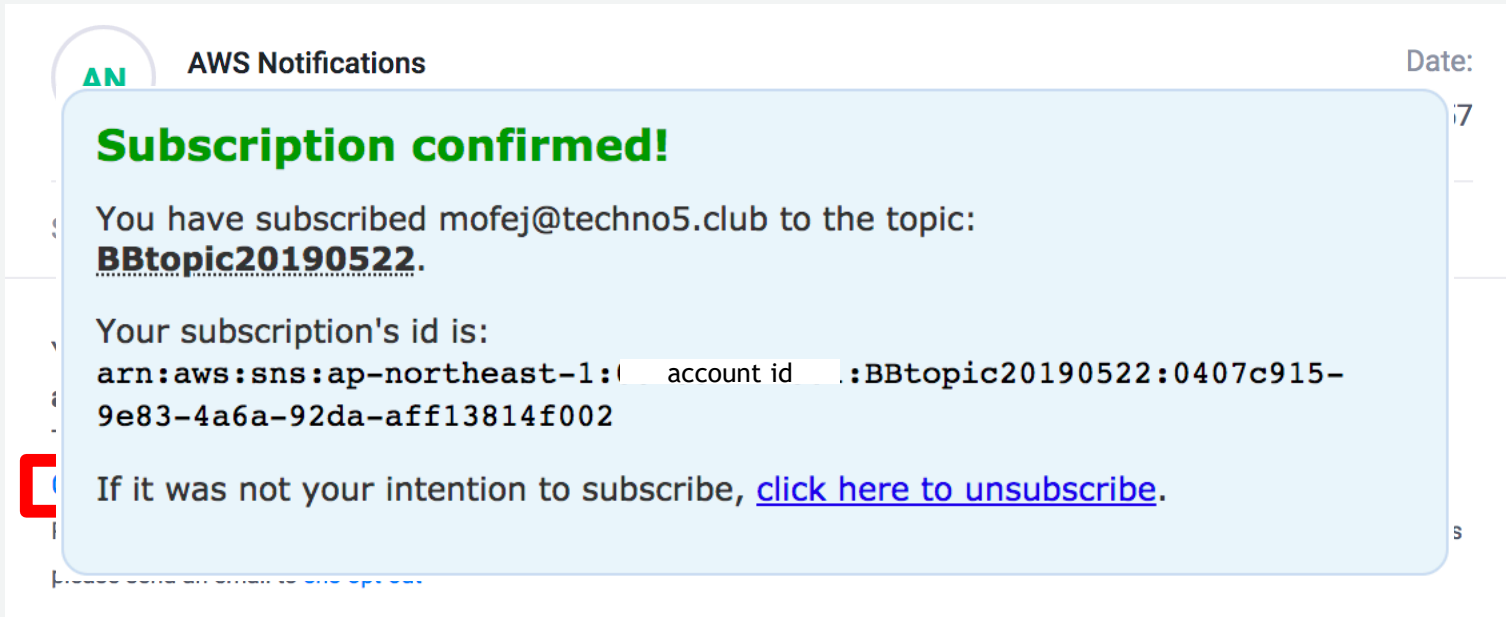 AN
AWS Notifications
Date:
Subscription confirmed!
You have subscribed mofej@techno5.club to the topic:
BBtopic20190522.
Your subscription's id is:
arn:aws:sns:ap-northeast-1: account id :BBtopic20190522:0407c915-
9e83-4a6a-92da-aff13814f002
If it was not your intention to subscribe, click here to unsubscribe.